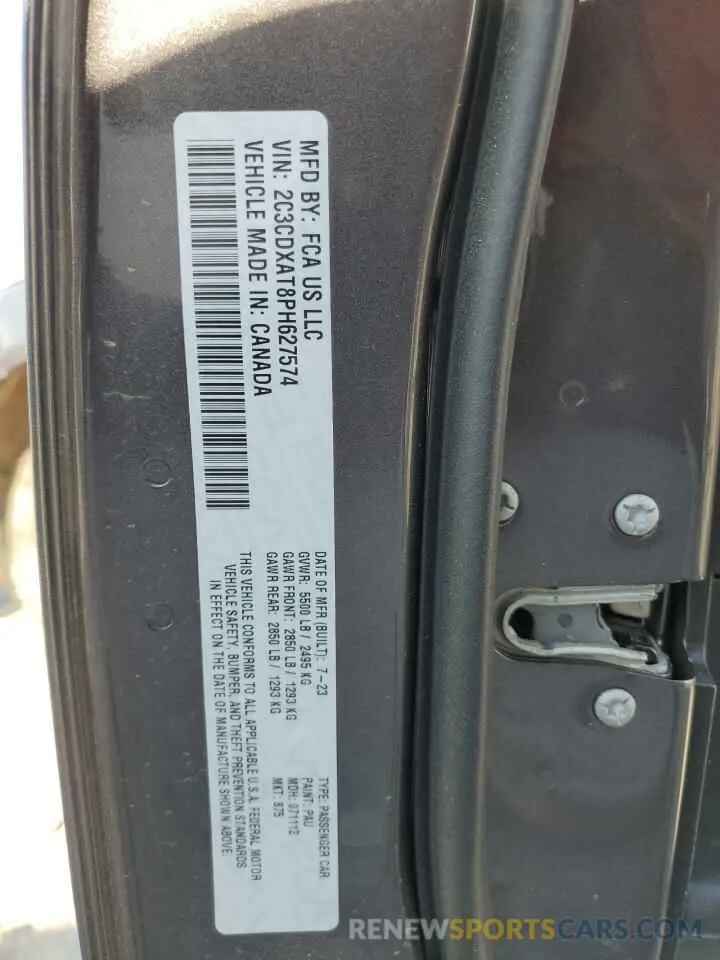 MFD BY: FCA US LLC
VIN: 2C3CDXAT8PH627574
VEHICLE MADE IN: CANADA
DATE OF MFR (BUILT): 7-23
GVWR: 5500 LB / 2495 KG
GAWR FRONT: 2850 LB / 1293 KG
GAWR REAR: 2850 LB / 1293 KG
TYPE: PASSENGER CAR
PAINT: PAU
MDH: 071112
MKT: 875
THIS VEHICLE CONFORMS TO ALL APPLICABLE U.S.A. FEDERAL MOTOR
VEHICLE SAFETY, BUMPER, AND THEFT PREVENTION STANDARDS
IN EFFECT ON THE DATE OF MANUFACTURE SHOWN ABOVE.
RENEWSPORTSCARS.COM